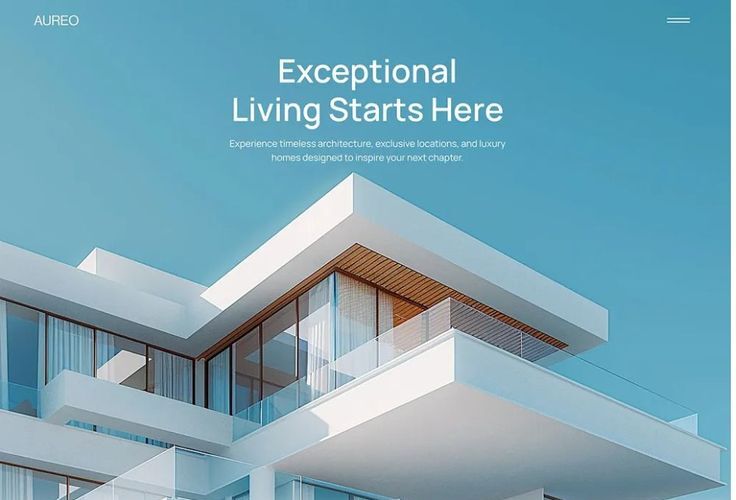 AUREO
Exceptional
Living Starts Here
Experience timeless architecture, exclusive locations, and luxury
homes designed to inspire your next chapter.